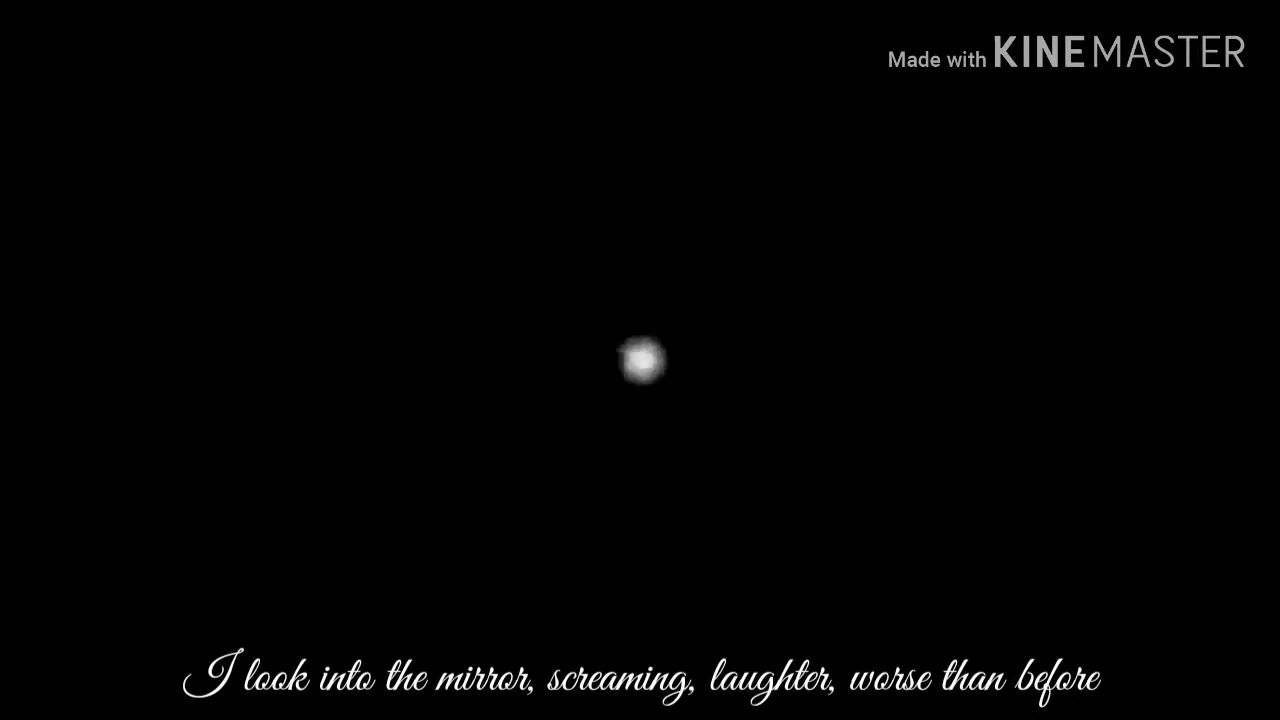 Made with KINEMASTER
I look into the mirror, screaming, laughter, worse than before